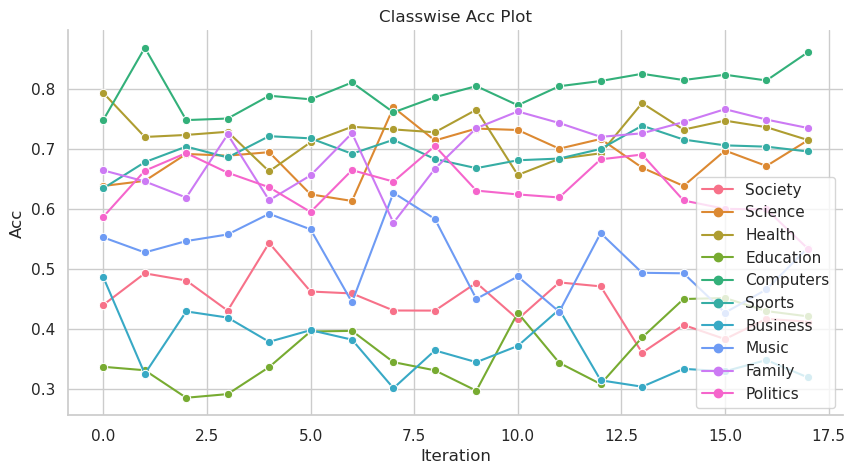 Classwise Acc Plot
Acc
0.8
0.7
0.6
0.5
0.4
0.3
Society
Science
Health
Education
Computers
Sports
Business
Music
Family
Politics
0.0 2.5 5.0 7.5 10.0 12.5 15.0 17.5
Iteration